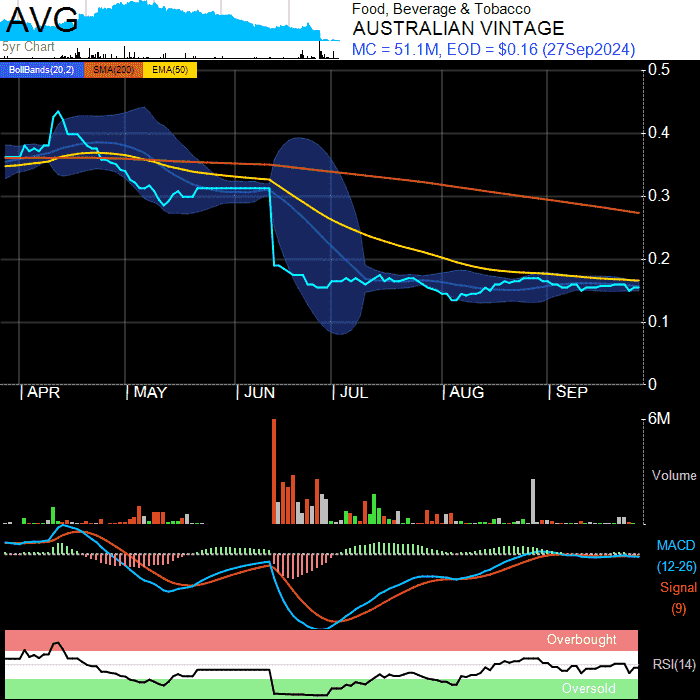 AVG
5yr Chart
Food, Beverage & Tobacco
AUSTRALIAN VINTAGE
MC = 51.1M, EOD = $0.16 (27Sep2024)
BollBands(20,2) SMA(200) EMA(50)
0.5
0.4
0.3
0.2
0.1
0
APR MAY JUN JUL AUG SEP
6M
Volume
MACD
(12-26)
Signal
(9)
Overbought
RSI(14)
Oversold